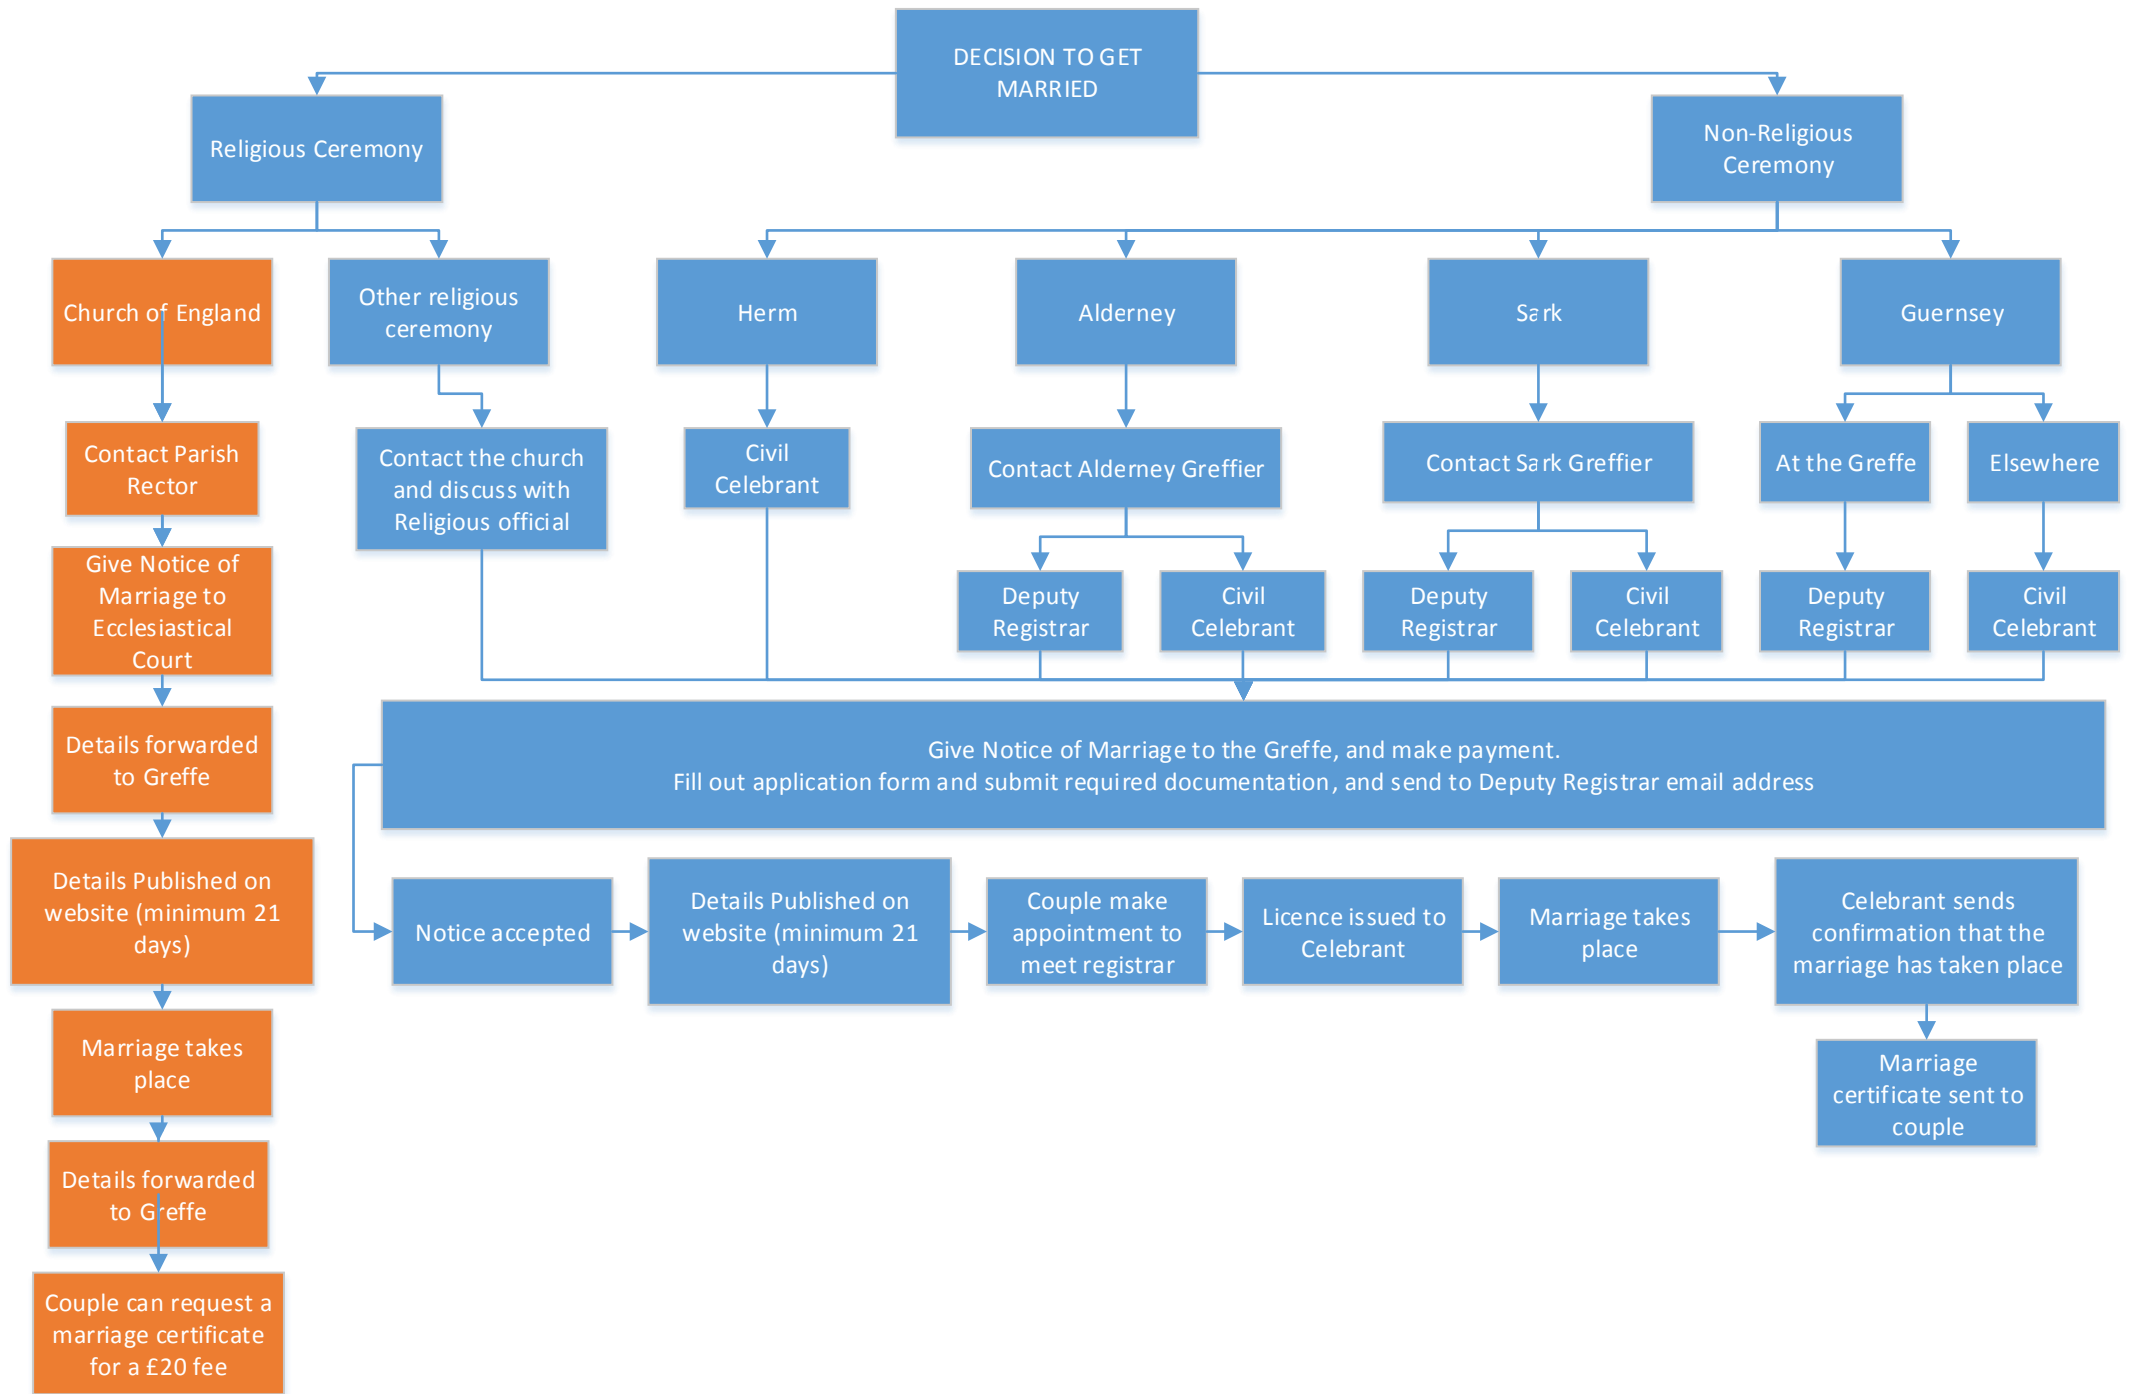 DECISION TO GET
MARRIED
Religious Ceremony
Non-Religious
Ceremony
Church of England
Other religious
ceremony
Herm
Alderney
Sark
Guernsey
Contact Parish
Rector
Contact the church
and discuss with
Religious official
Civil
Celebrant
Contact Alderney Greffier
Contact Sark Greffier
At the Greffe
Elsewhere
Give Notice of
Marriage to
Ecclesiastical
Court
Deputy
Registrar
Civil
Celebrant
Deputy
Registrar
Civil
Celebrant
Deputy
Registrar
Civil
Celebrant
Details forwarded
to Greffe
Give Notice of Marriage to the Greffe, and make payment.
Fill out application form and submit required documentation, and send to Deputy Registrar email address
Details Published on
website (minimum 21
days)
Notice accepted
Details Published on
website (minimum 21
days)
Couple make
appointment to
meet registrar
Licence issued to
Celebrant
Marriage takes
place
Celebrant sends
confirmation that the
marriage has taken place
Marriage takes
place
Marriage
certificate sent to
couple
Details forwarded
to Greffe
Couple can request a
marriage certificate
for a £20 fee